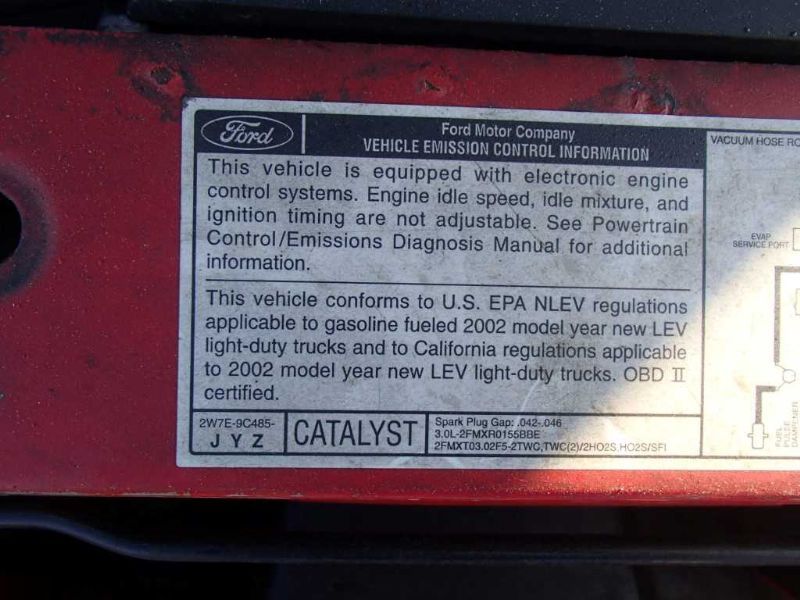 Ford
Ford Motor Company
VEHICLE EMISSION CONTROL INFORMATION
This vehicle is equipped with electronic engine
control systems. Engine idle speed, idle mixture, and
ignition timing are not adjustable. See Powertrain
Control/Emissions Diagnosis Manual for additional
information.
This vehicle conforms to U.S. EPA NLEV regulations
applicable to gasoline fueled 2002 model year new LEV
light-duty trucks and to California regulations applicable
to 2002 model year new LEV light-duty trucks. OBD II
certified.
2W7E-9C485-
J Y Z
CATALYST
Spark Plug Gap: .042-.046
3.0L-2FMXR0155BBE
2FMXT03.02F5-2TWC,TWC(2)/2HO2S,HO2S/SFI
VACUUM HOSE RO
EVAP
SERVICE PORT
FUEL
PULSE
DAMPENER